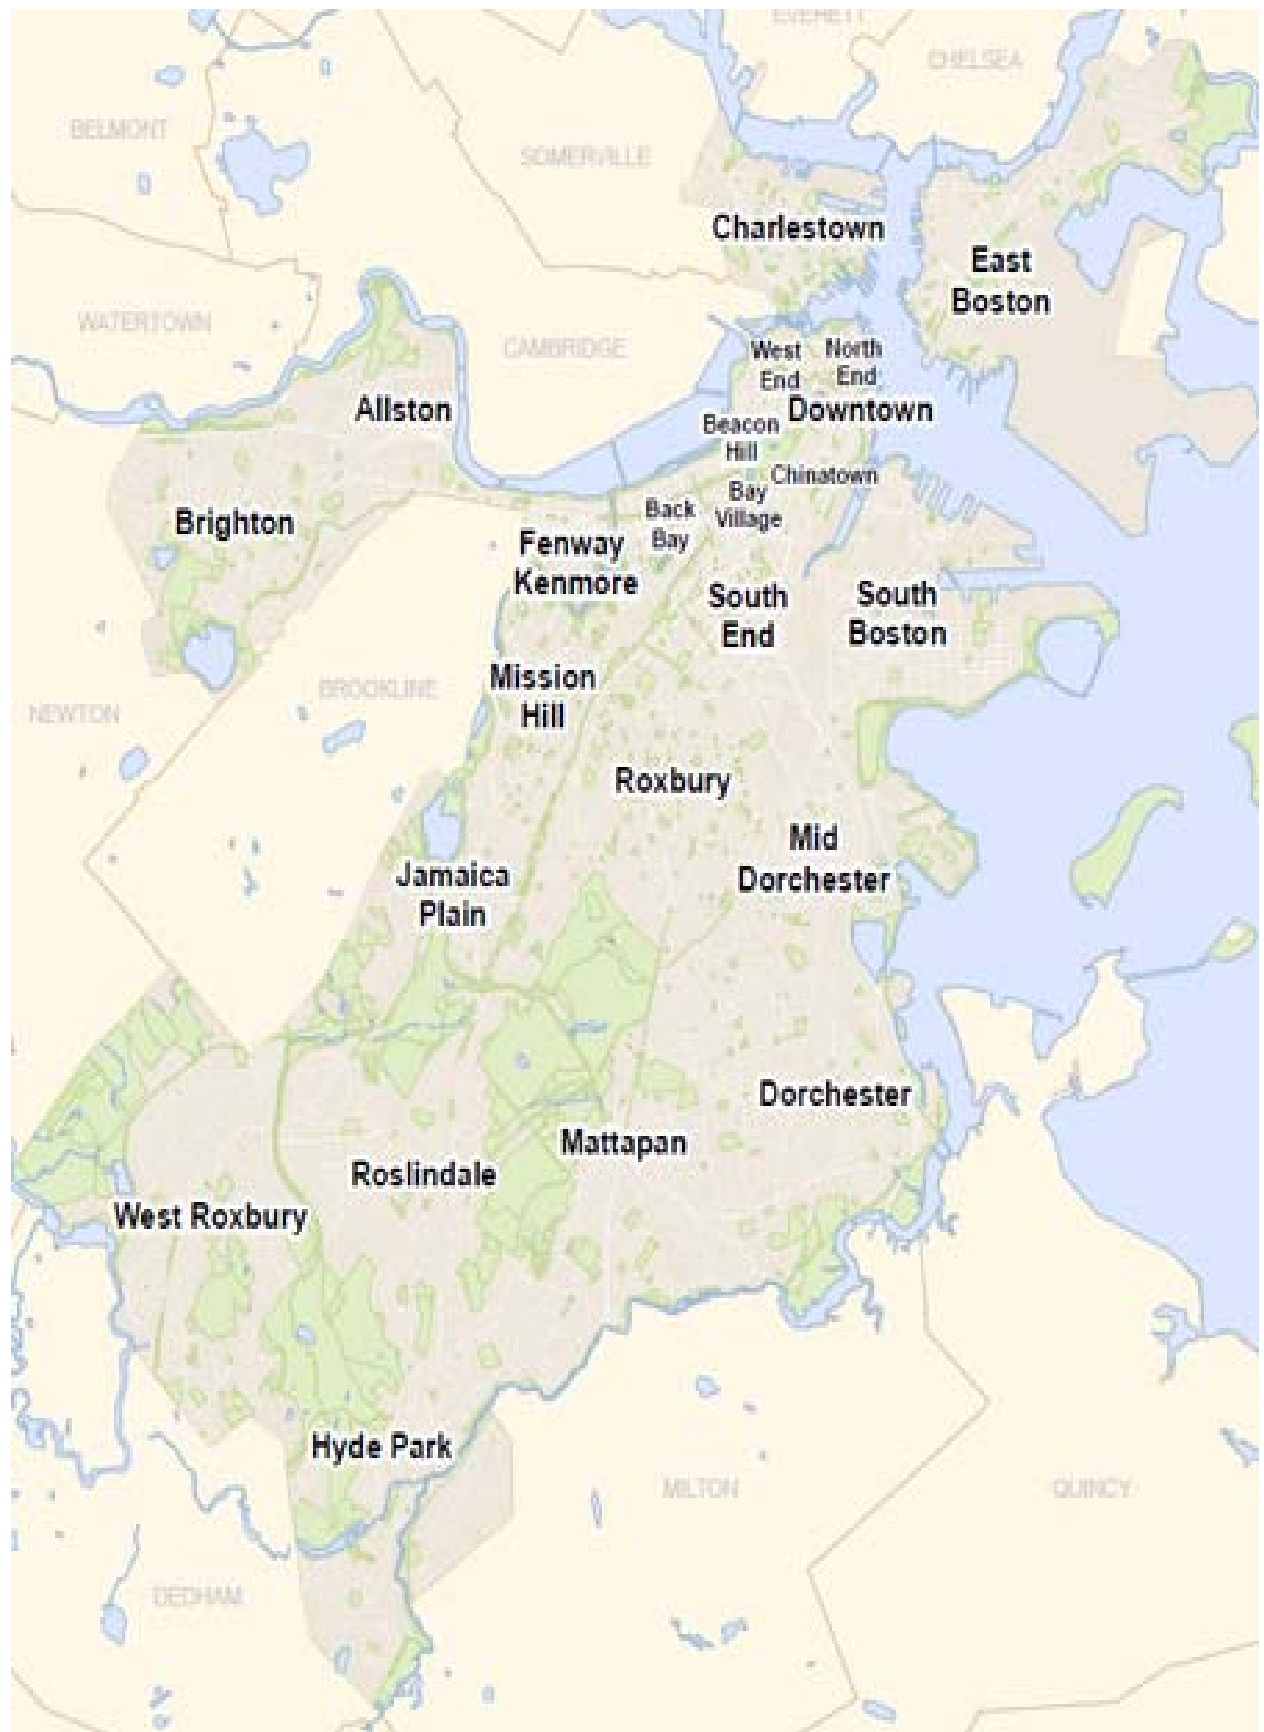 EVERETT
CHELSEA
BELMONT
SOMERVILLE
Charlestown
East
Boston
WATERTOWN
CAMBRIDGE
West
End
North
End
Allston
Downtown
Beacon
Hill
Chinatown
Bay
Village
Back
Bay
Brighton
Fenway
Kenmore
South
End
South
Boston
BROOKLINE
NEWTON
Mission
Hill
Roxbury
Mid
Dorchester
Jamaica
Plain
Dorchester
Mattapan
Roslindale
West Roxbury
Hyde Park
MILTON
QUINCY
DEDHAM